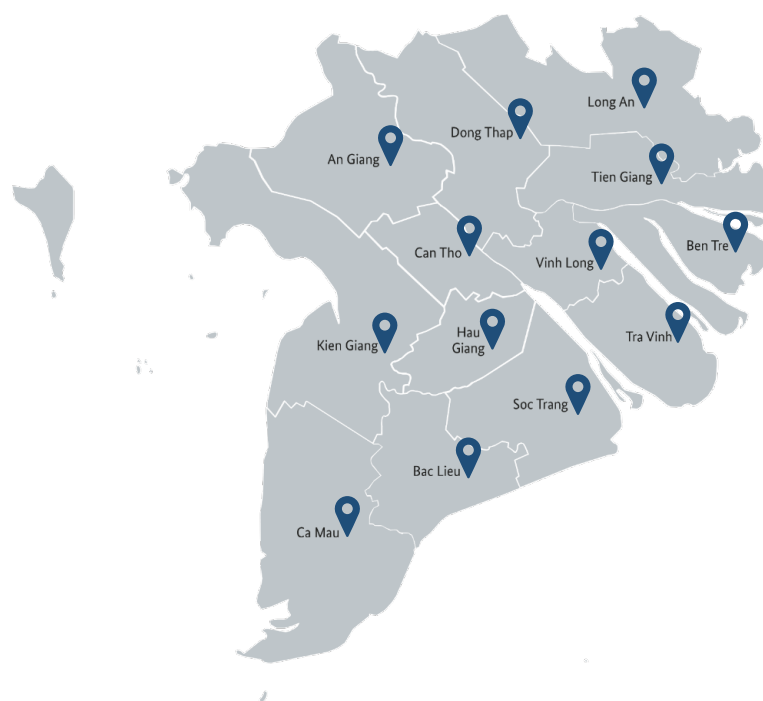 Long An
Dong Thap
An Giang
Tien Giang
Ben Tre
Can Tho
Vinh Long
Kien Giang
Hau
Giang
Tra Vinh
Soc Trang
Bac Lieu
Ca Mau